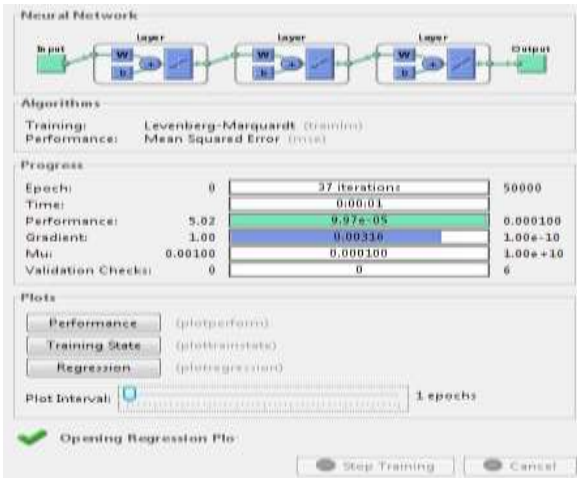 Neural Network
Layer Layer Layer
Input Output
W W W
b b b
Algorithms
Training: Levenberg-Marquardt (trainlm)
Performance: Mean Squared Error (mse)
Progress
Epoch: 0 37 iterations 50000
Time: 0:00:01
Performance: 5.02 9.97e-05 0.000100
Gradient: 1.00 0.00316 1.00e-10
Mu: 0.00100 0.000100 1.00e+10
Validation Checks: 0 0 6
Plots
Performance (plotperform)
Training State (plottrainstate)
Regression (plotregression)
Plot Interval: 1 epochs
Opening Regression Plo
Stop Training Cancel